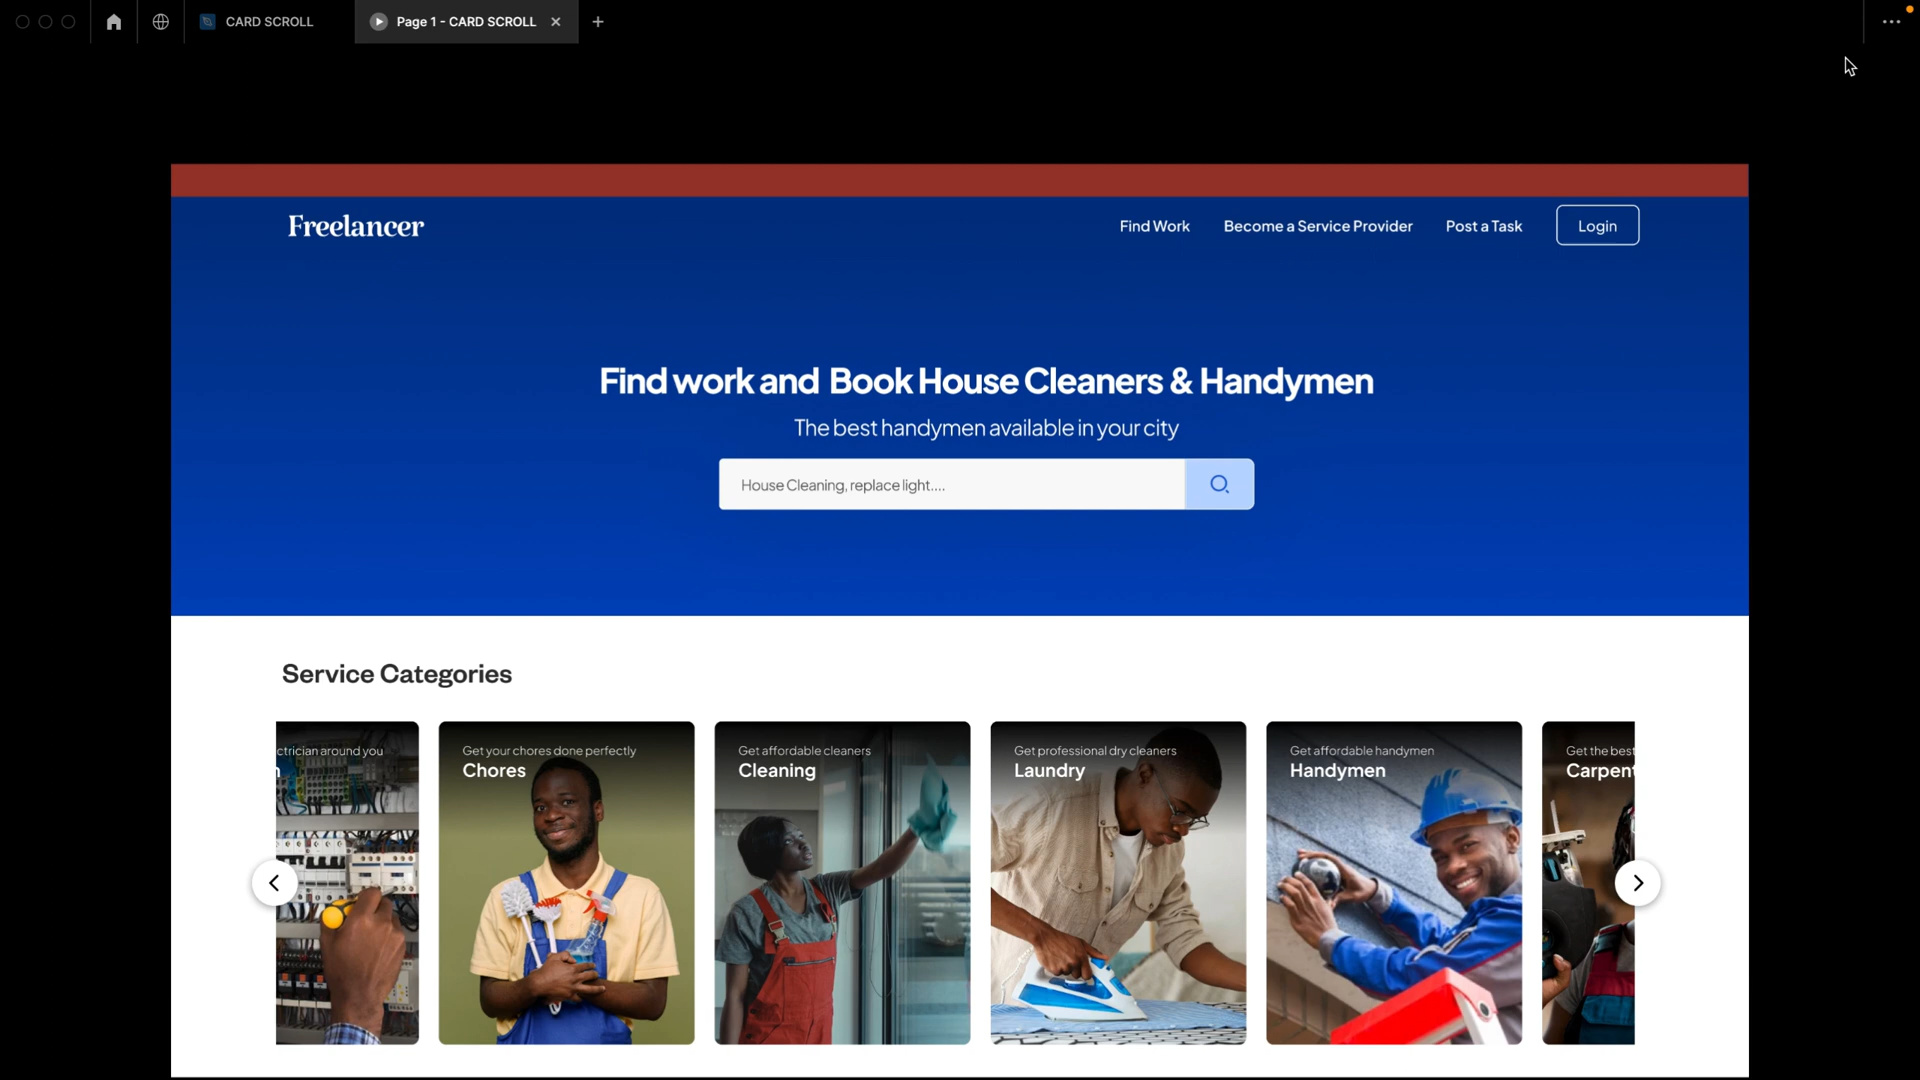 CARD SCROLL
Page 1 - CARD SCROLL
Freelancer
Find Work
Become a Service Provider
Post a Task
Login
Find work and Book House Cleaners & Handymen
The best handymen available in your city
House Cleaning, replace light....
Service Categories
ctrician around you
n
Get your chores done perfectly
Chores
Get affordable cleaners
Cleaning
Get professional dry cleaners
Laundry
Get affordable handymen
Handymen
Get the best
Carpent